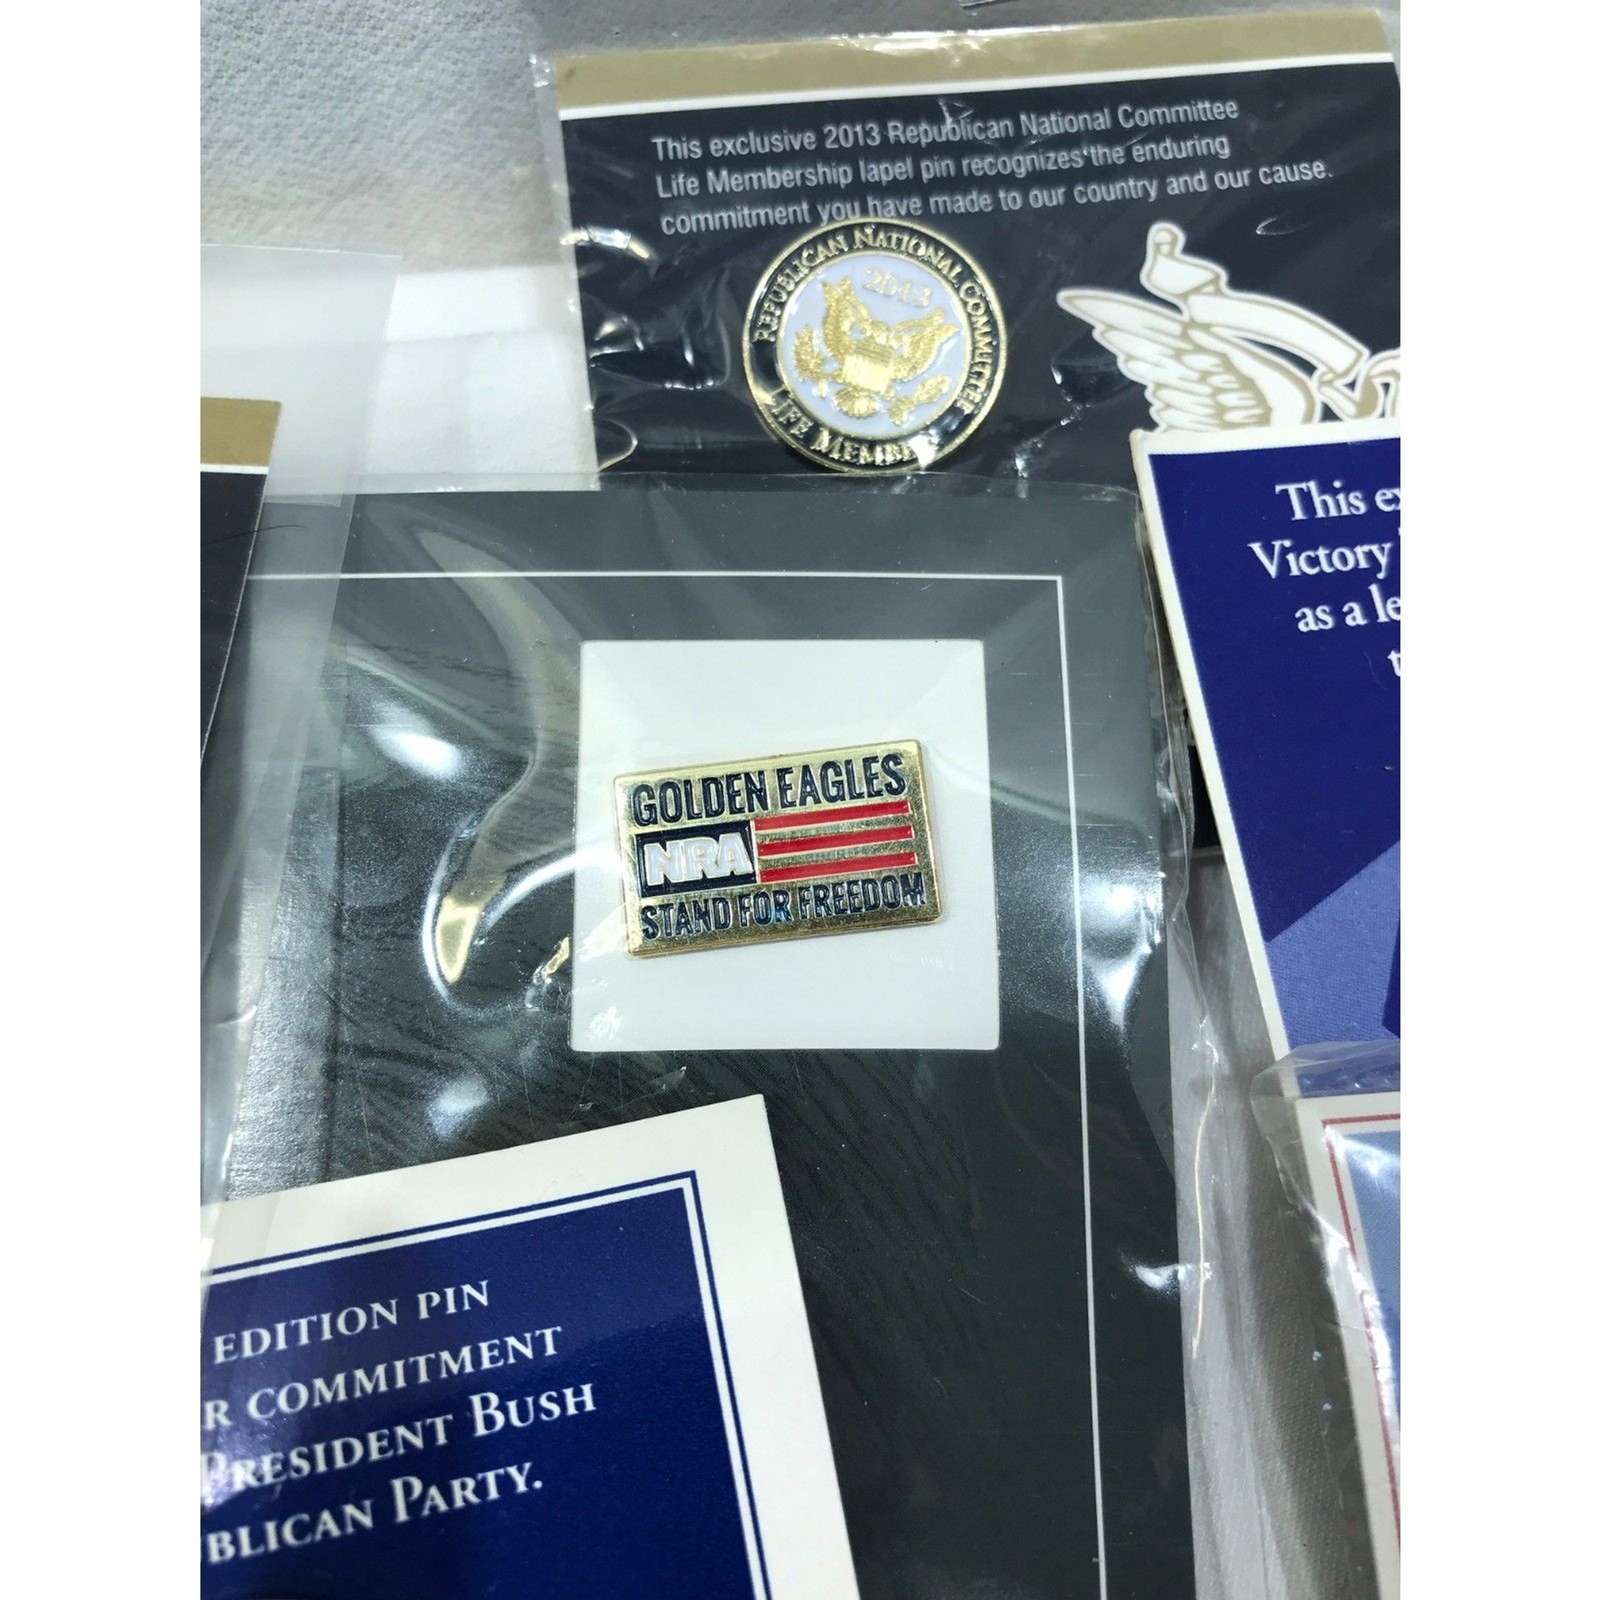 This exclusive 2013 Republican National Committee
Life Membership lapel pin recognizes the enduring
commitment you have made to our country and our cause.
REPUBLICAN NATIONAL COMMITTEE
2013
LIFE MEMBER
This ex
Victory
as a le
t
GOLDEN EAGLES
NRA
STAND FOR FREEDOM
EDITION PIN
R COMMITMENT
PRESIDENT BUSH
BLICAN PARTY.